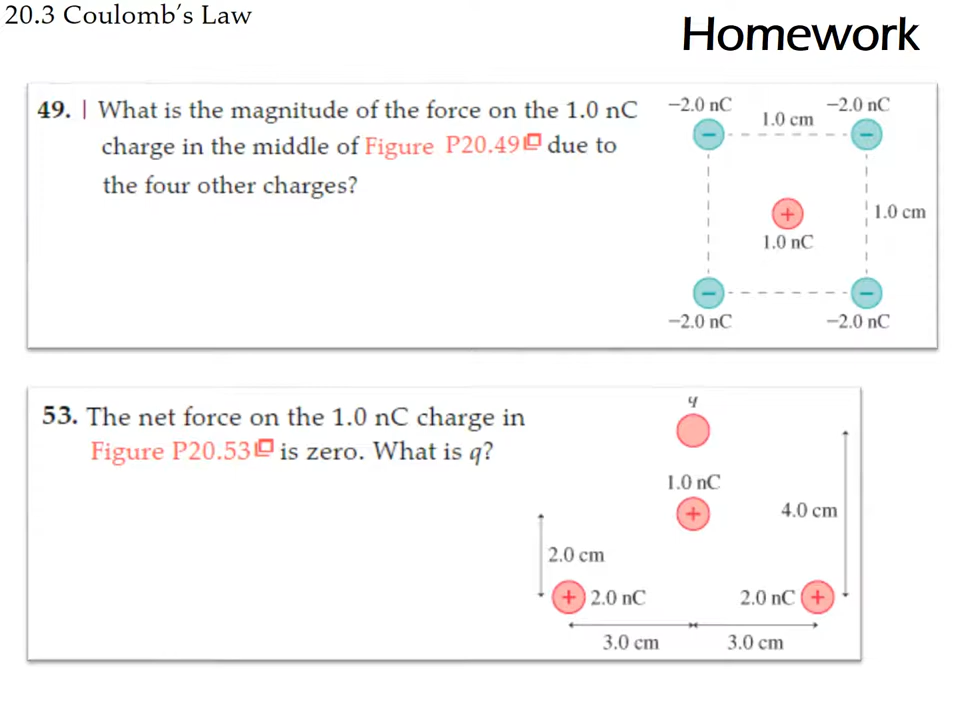 20.3 Coulomb's Law
Homework
49. | What is the magnitude of the force on the 1.0 nC
charge in the middle of Figure P20.49 due to
the four other charges?
−2.0 nC
−2.0 nC
1.0 cm
− −
1.0 cm
+
1.0 nC
− −
−2.0 nC
−2.0 nC
53. The net force on the 1.0 nC charge in
Figure P20.53 is zero. What is q?
q
1.0 nC
+
4.0 cm
2.0 cm
+ 2.0 nC
2.0 nC +
3.0 cm
3.0 cm